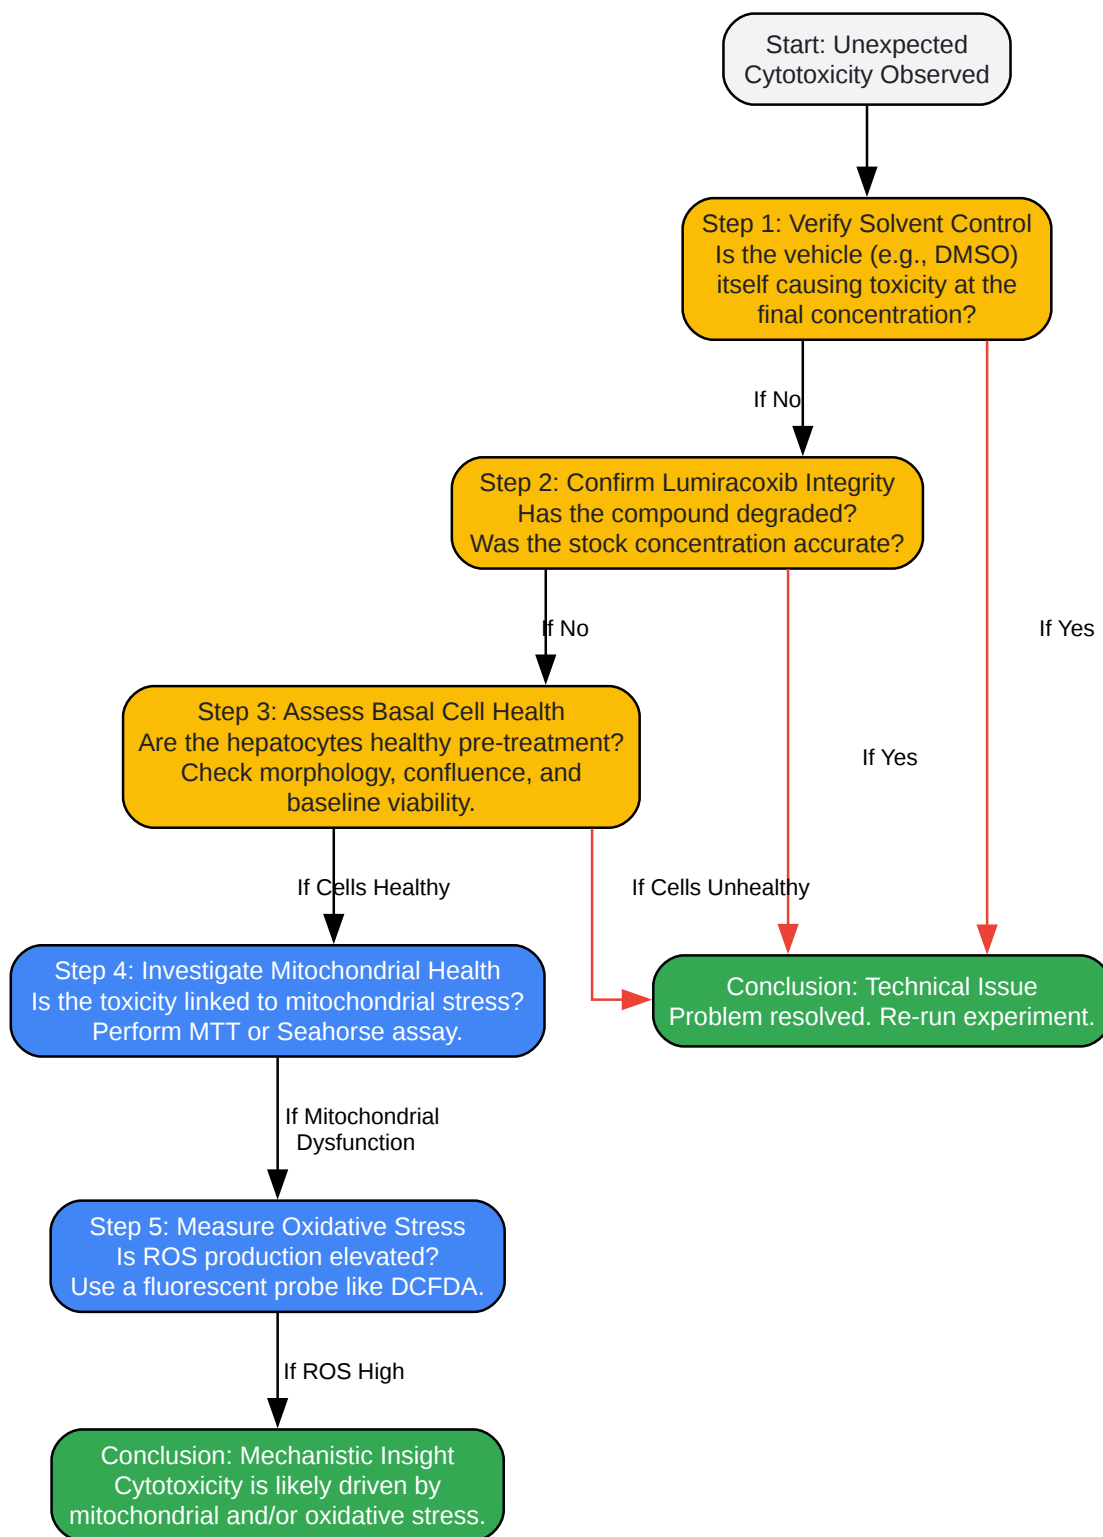 Start: Unexpected
Cytotoxicity Observed
Step 1: Verify Solvent Control
Is the vehicle (e.g., DMSO)
itself causing toxicity at the
final concentration?
If No
Step 2: Confirm Lumiracoxib Integrity
Has the compound degraded?
Was the stock concentration accurate?
If No
If Yes
Step 3: Assess Basal Cell Health
Are the hepatocytes healthy pre-treatment?
Check morphology, confluence, and
baseline viability.
If Yes
If Cells Healthy
If Cells Unhealthy
Step 4: Investigate Mitochondrial Health
Is the toxicity linked to mitochondrial stress?
Perform MTT or Seahorse assay.
Conclusion: Technical Issue
Problem resolved. Re-run experiment.
If Mitochondrial
Dysfunction
Step 5: Measure Oxidative Stress
Is ROS production elevated?
Use a fluorescent probe like DCFDA.
If ROS High
Conclusion: Mechanistic Insight
Cytotoxicity is likely driven by
mitochondrial and/or oxidative stress.